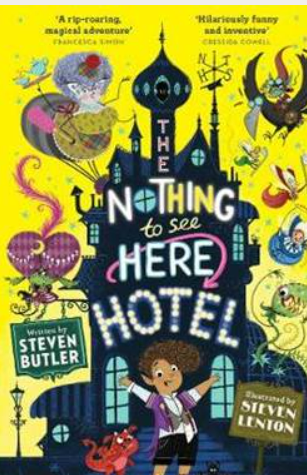 'A rip-roaring,
magical adventure'
FRANCESCA SIMON
'Hilariously funny
and inventive'
CRESSIDA COWELL
N
S
THE
NOTHING
to see
HERE
HOTEL
Written by
STEVEN
BUTLER
Illustrated by
STEVEN
LENTON